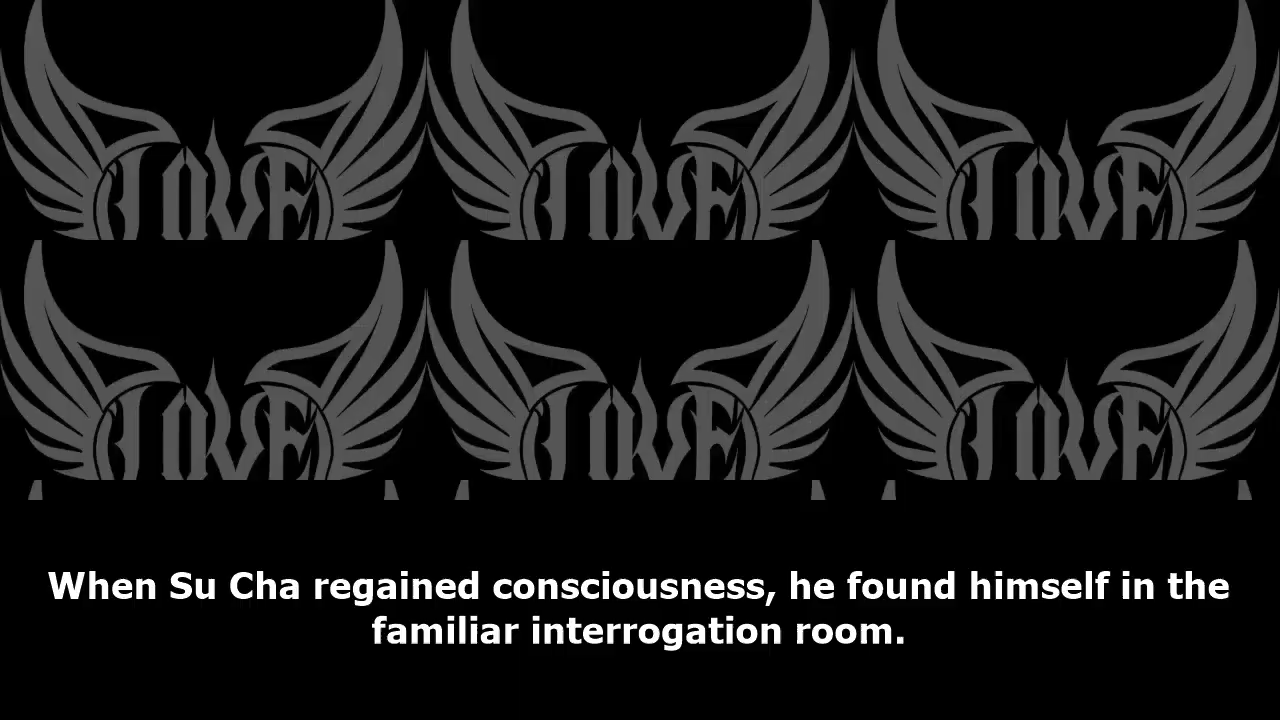 When Su Cha regained consciousness, he found himself in the
familiar interrogation room.